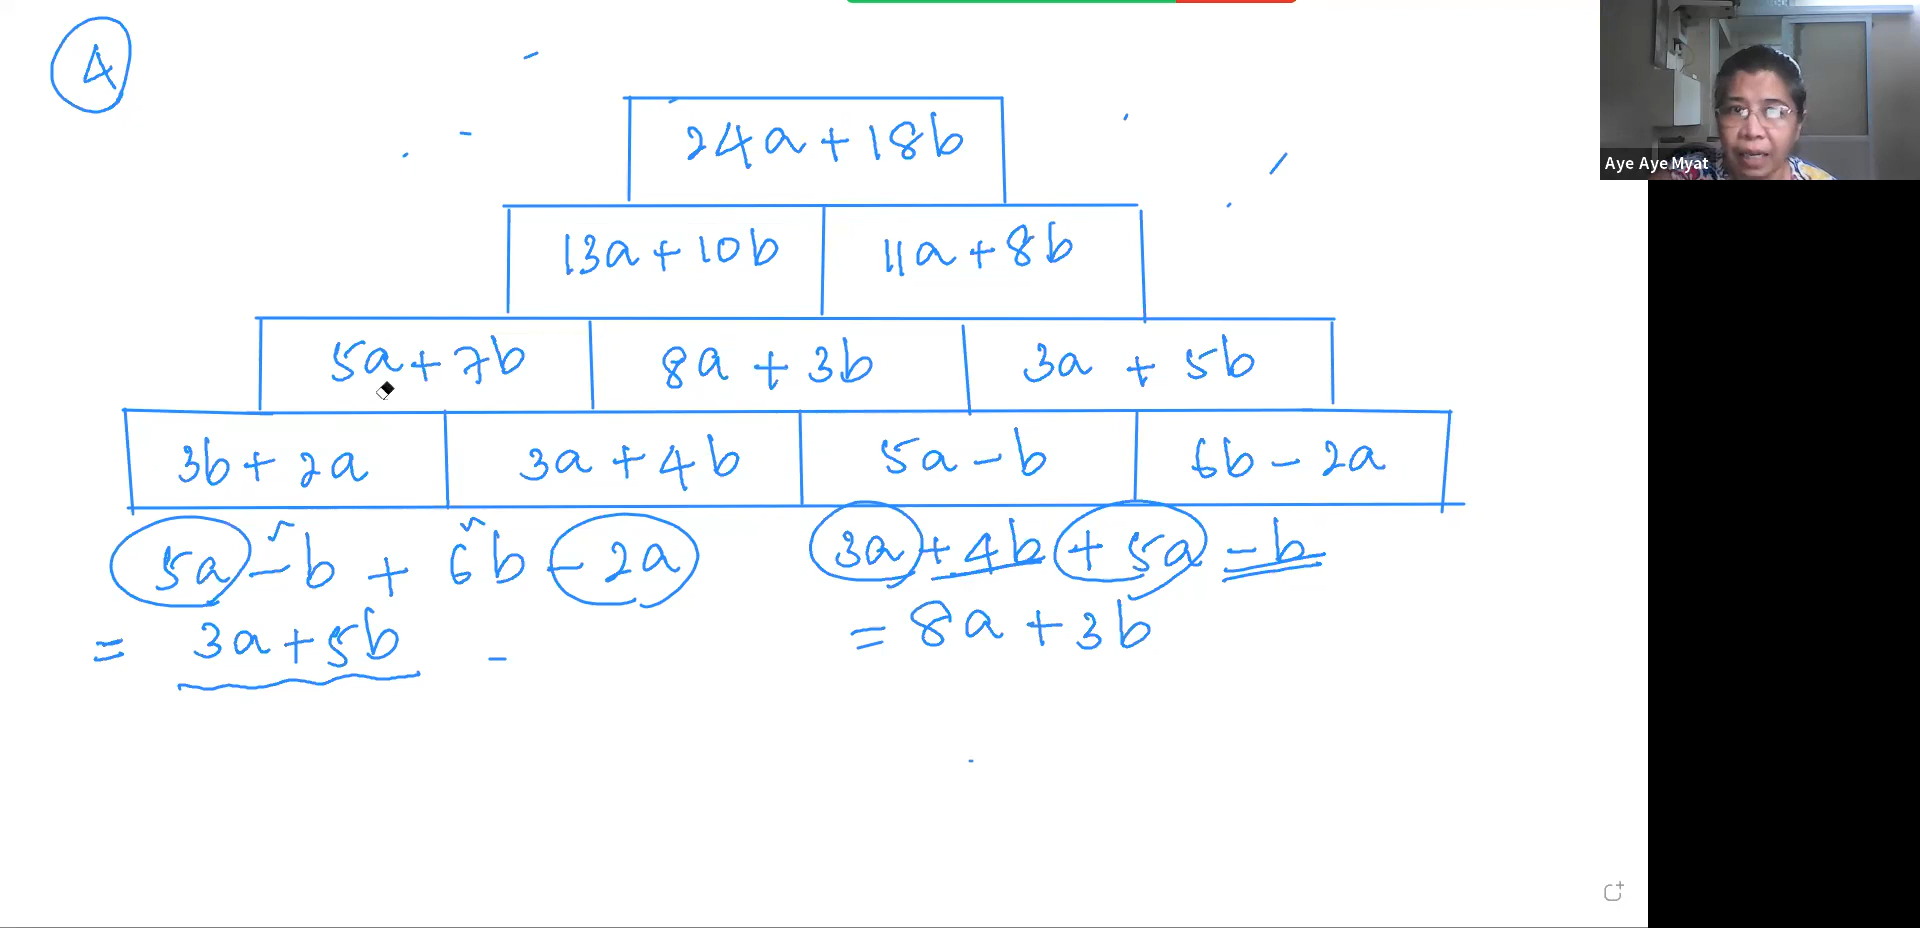 4
24a + 18b
13a + 10b 11a + 8b
5a + 7b 8a + 3b 3a + 5b
3b + 2a 3a + 4b 5a - b 6b - 2a
5a - b + 6b - 2a 3a + 4b + 5a - b
= 3a + 5b = 8a + 3b
Aye Aye Myat